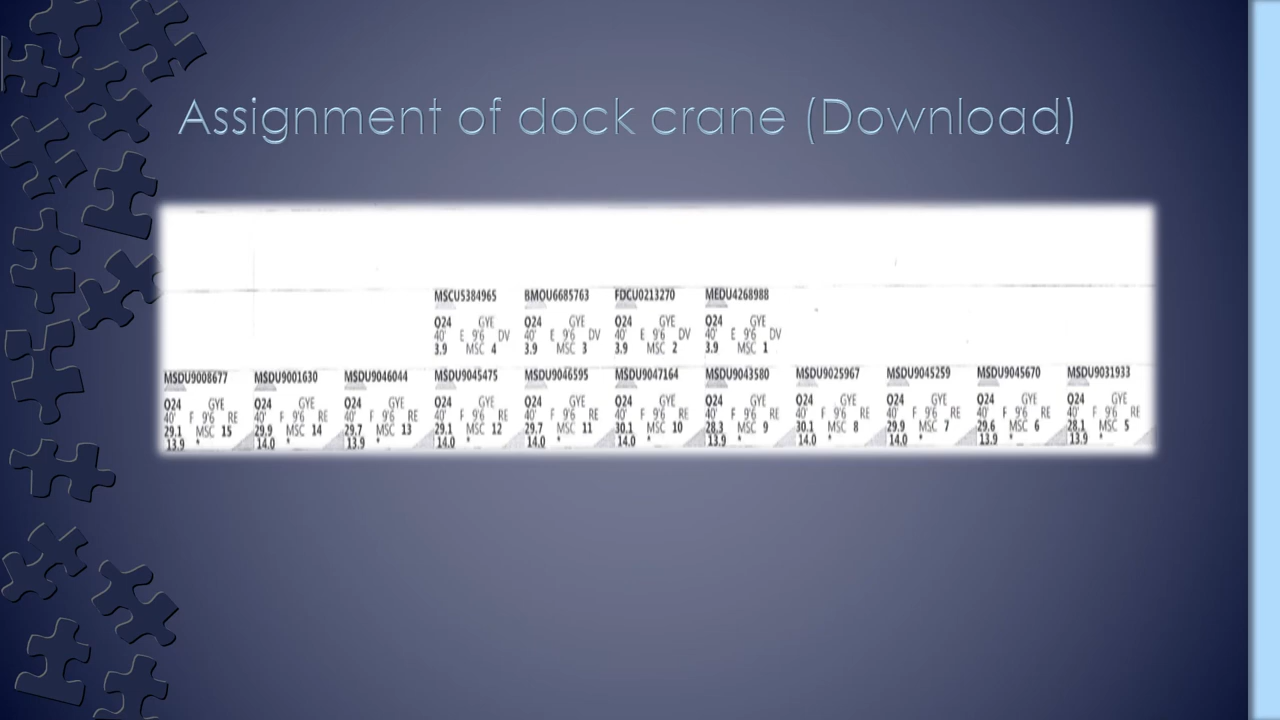 Assignment of dock crane (Download)
MSCU5384965 BMOU6685763 FDCU0213270 MEDU4268988
Q24 GYE Q24 GYE Q24 GYE Q24 GYE
40' E 9'6 DV 40' E 9'6 DV 40' E 9'6 DV 40' E 9'6 DV
3.9 MSC 4 3.9 MSC 3 3.9 MSC 2 3.9 MSC 1
MSDU9008677 MSDU9001630 MSDU9046044 MSDU9045475 MSDU9046595 MSDU9047164 MSDU9043580 MSDU9025967 MSDU9045259 MSDU9045670 MSDU9031933
Q24 GYE Q24 GYE Q24 GYE Q24 GYE Q24 GYE Q24 GYE Q24 GYE Q24 GYE Q24 GYE Q24 GYE Q24 GYE
40' F 9'6 RE 40' F 9'6 RE 40' F 9'6 RE 40' F 9'6 RE 40' F 9'6 RE 40' F 9'6 RE 40' F 9'6 RE 40' F 9'6 RE 40' F 9'6 RE 40' F 9'6 RE 40' F 9'6 RE
29.1 MSC 15 29.9 MSC 14 29.7 MSC 13 29.1 MSC 12 29.7 MSC 11 30.1 MSC 10 28.3 MSC 9 30.1 MSC 8 29.9 MSC 7 29.6 MSC 6 28.1 MSC 5
13.9 * 14.0 * 13.9 * 14.0 * 14.0 * 14.0 * 13.9 * 14.0 * 14.0 * 13.9 * 13.9 *